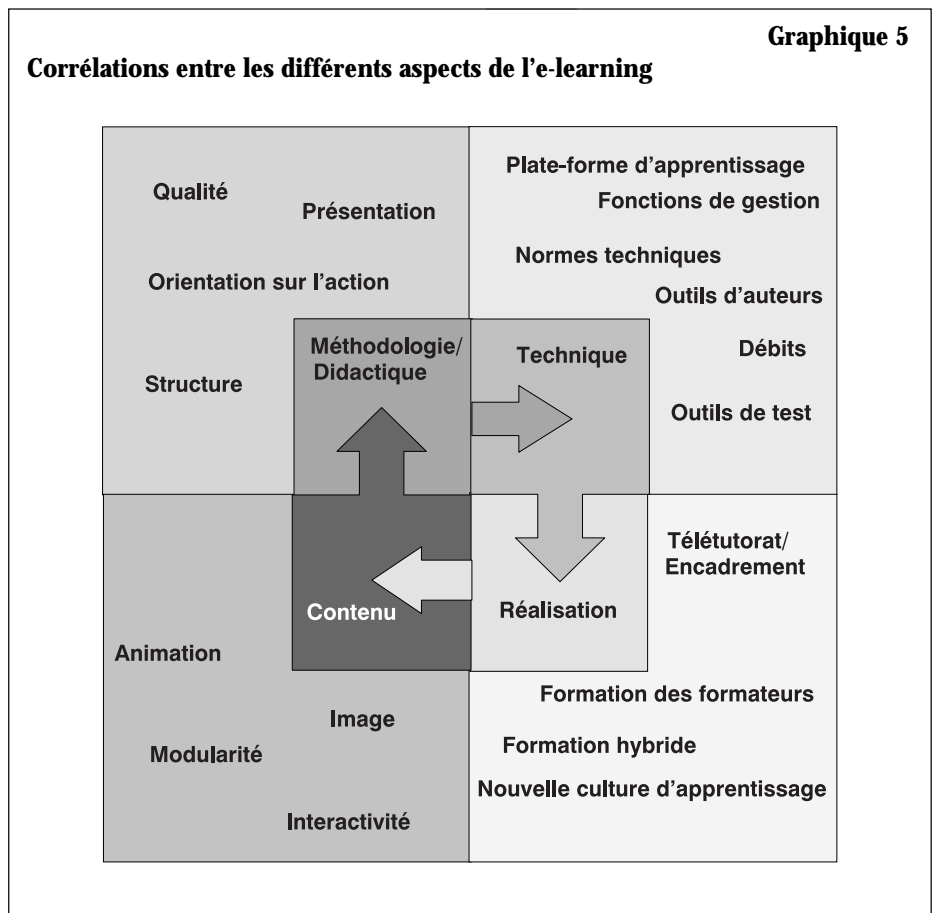 Graphique 5
Corrélations entre les différents aspects de l'e-learning
Qualité
Présentation
Orientation sur l'action
Structure
Méthodologie/
Didactique
Plate-forme d'apprentissage
Fonctions de gestion
Normes techniques
Outils d'auteurs
Débits
Outils de test
Technique
Contenu
Animation
Image
Modularité
Interactivité
Réalisation
Télétutorat/
Encadrement
Formation des formateurs
Formation hybride
Nouvelle culture d'apprentissage